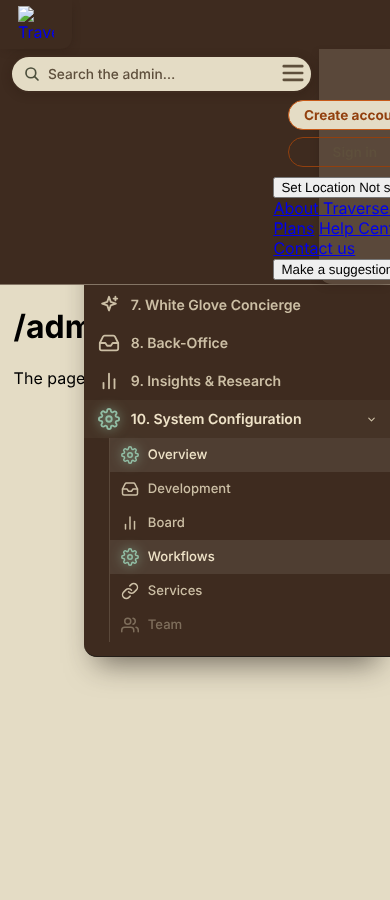 Trave
Search the admin...
Create accou
Sign in
Set Location Not s
About Traverse
Plans Help Cen
Contact us
Make a suggestion
/adm
The page
7. White Glove Concierge
8. Back-Office
9. Insights & Research
10. System Configuration
Overview
Development
Board
Workflows
Services
Team